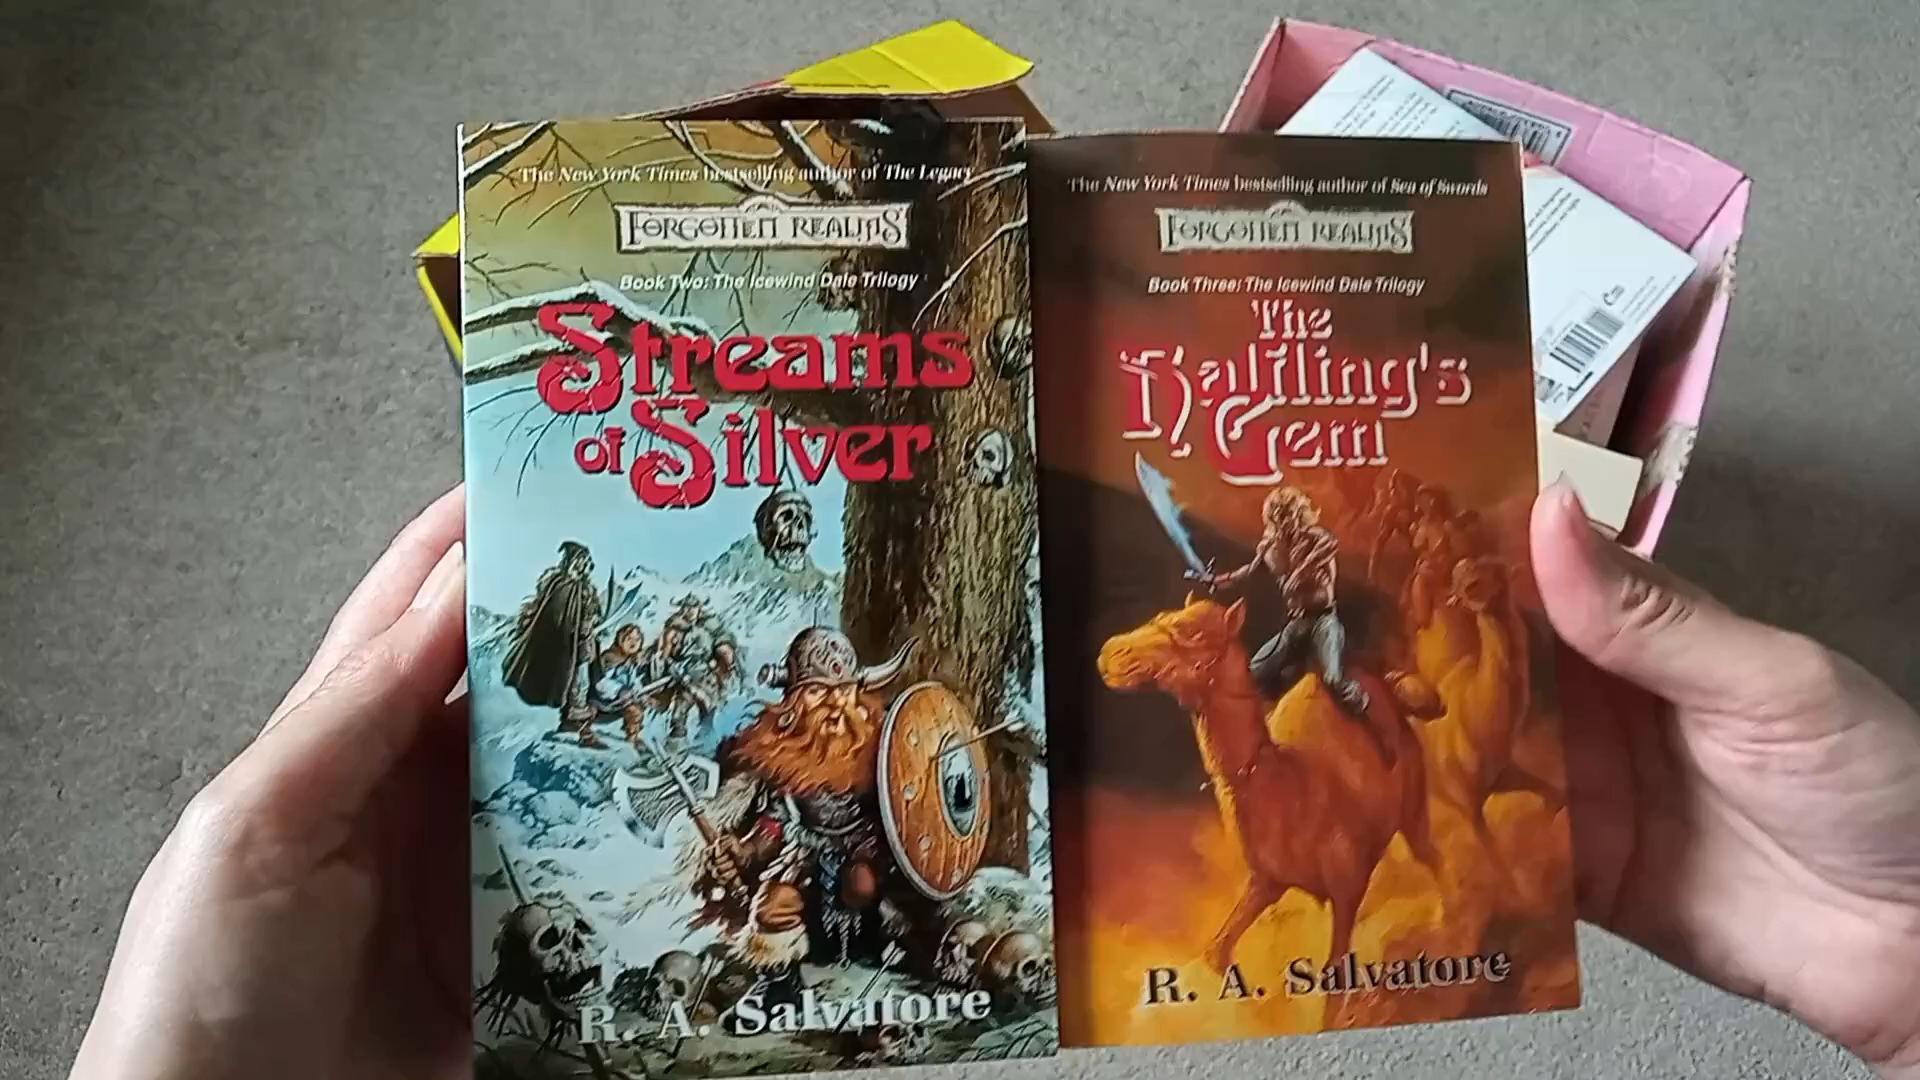 The New York Times bestselling author of The Legacy
FORGOTTEN REALMS
Book Two: The Icewind Dale Trilogy
Streams
of Silver
R. A. Salvatore
The New York Times bestselling author of Sea of Swords
FORGOTTEN REALMS
Book Three: The Icewind Dale Trilogy
The
Halfling's
Gem
R. A. Salvatore